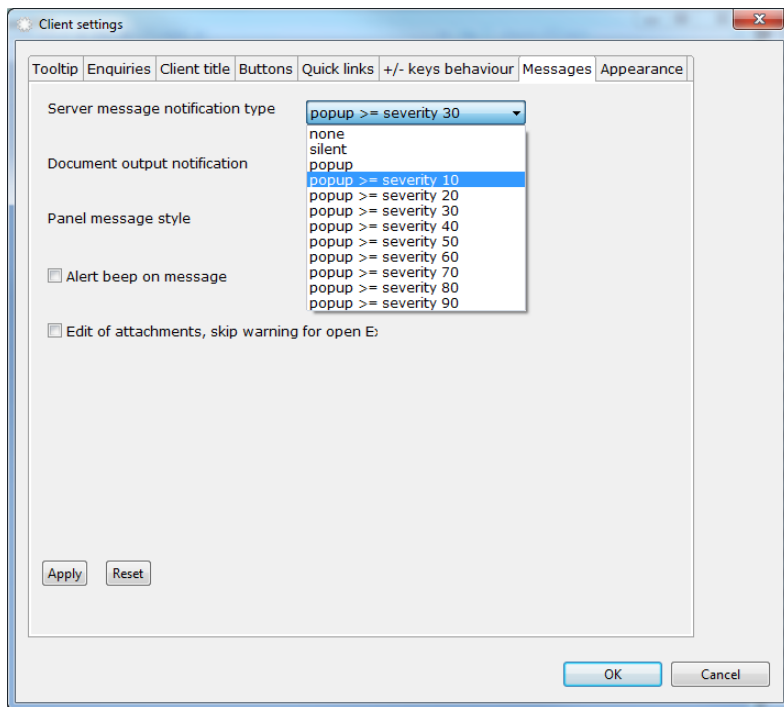 Client settings
Tooltip Enquiries Client title Buttons Quick links +/- keys behaviour Messages Appearance
Server message notification type popup >= severity 30
none
silent
Document output notification popup
popup >= severity 10
popup >= severity 20
Panel message style popup >= severity 30
popup >= severity 40
popup >= severity 50
popup >= severity 60
Alert beep on message popup >= severity 70
popup >= severity 80
popup >= severity 90
Edit of attachments, skip warning for open
Apply Reset
OK Cancel